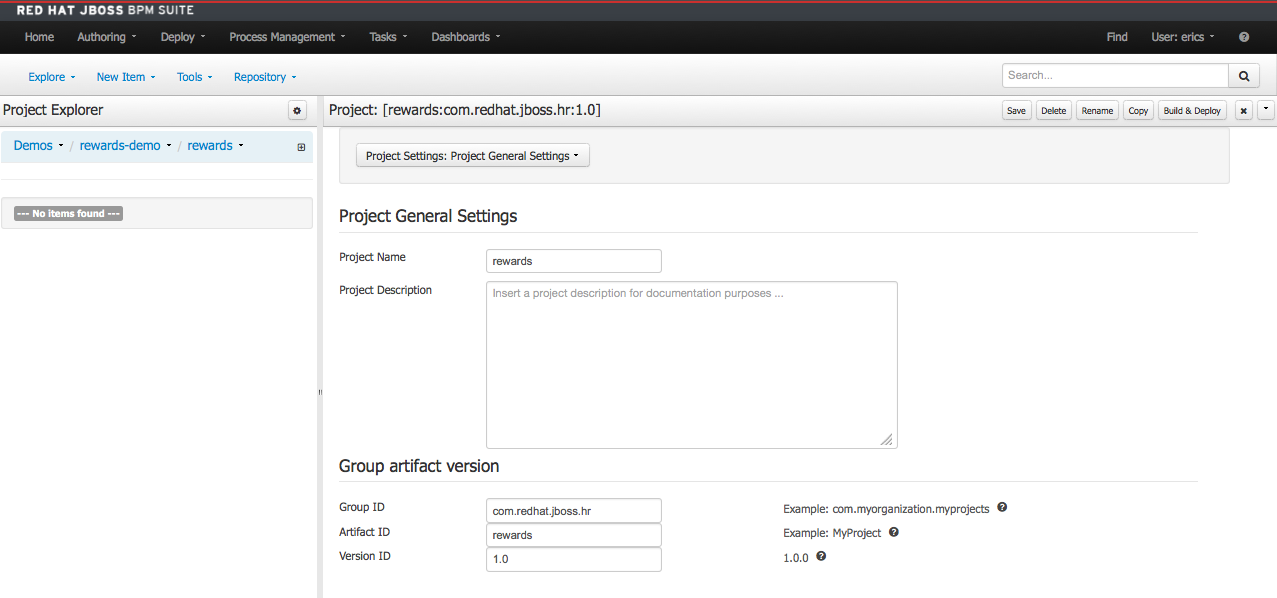 RED HAT JBOSS BPM SUITE
Home Authoring Deploy Process Management Tasks Dashboards Find User: erics
Explore New Item Tools Repository Search...
Project Explorer Project: [rewards:com.redhat.jboss.hr:1.0] Save Delete Rename Copy Build & Deploy
Demos / rewards-demo / rewards
Project Settings: Project General Settings
--- No items found ---
Project General Settings
Project Name rewards
Project Description Insert a project description for documentation purposes ...
Group artifact version
Group ID com.redhat.jboss.hr Example: com.myorganization.myprojects
Artifact ID rewards Example: MyProject
Version ID 1.0 1.0.0